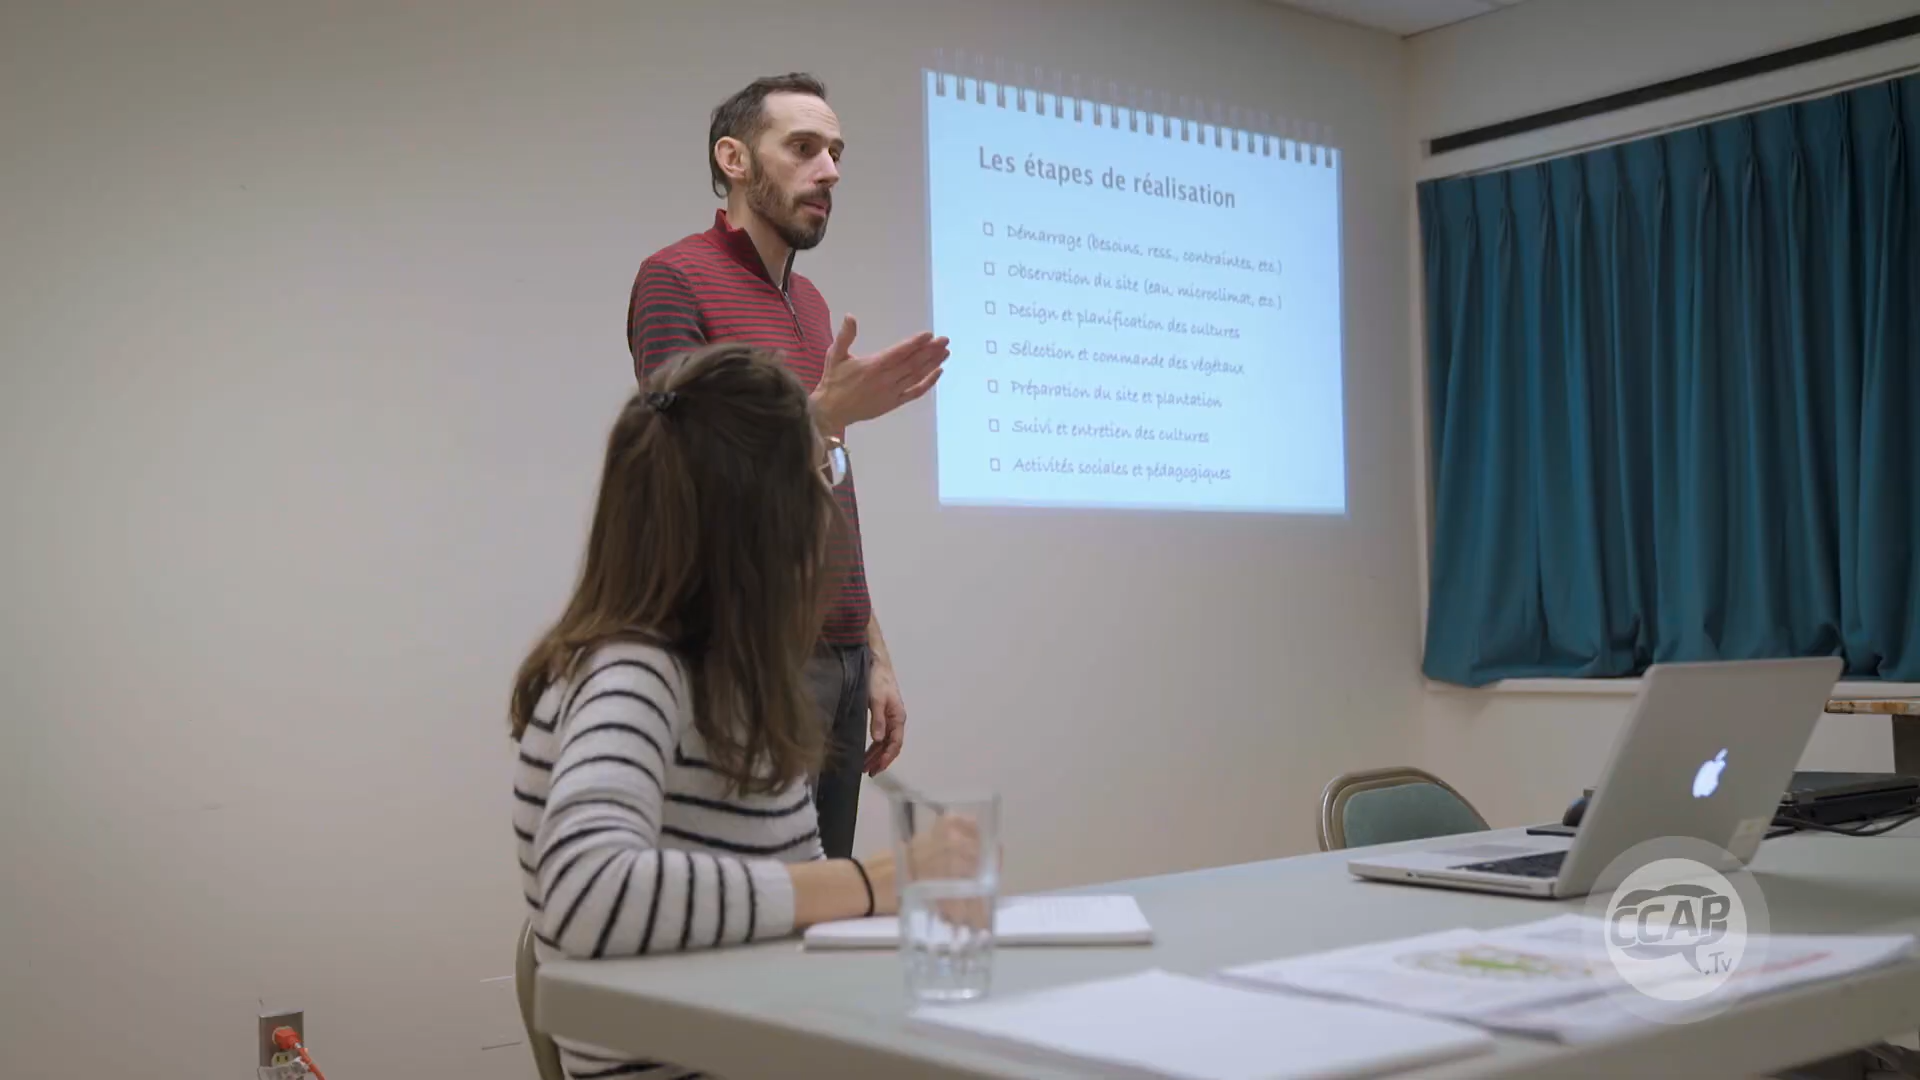 Les étapes de réalisation
Démarrage (besoins, ress., contraintes, etc.)
Observation du site (eau, microclimat, etc.)
Design et planification des cultures
Sélection et commande des végétaux
Préparation du site et plantation
Suivi et entretien des cultures
Activités sociales et pédagogiques
CCAP
.Tv